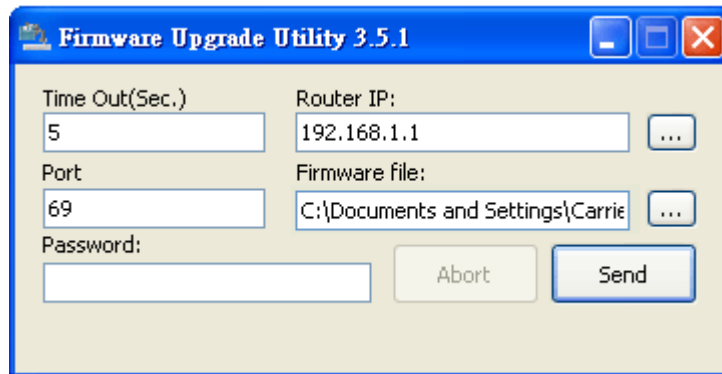 Firmware Upgrade Utility 3.5.1
Time Out(Sec.) Router IP:
5 192.168.1.1 ...
Port Firmware file:
69 C:\Documents and Settings\Carrie ...
Password:
Abort Send